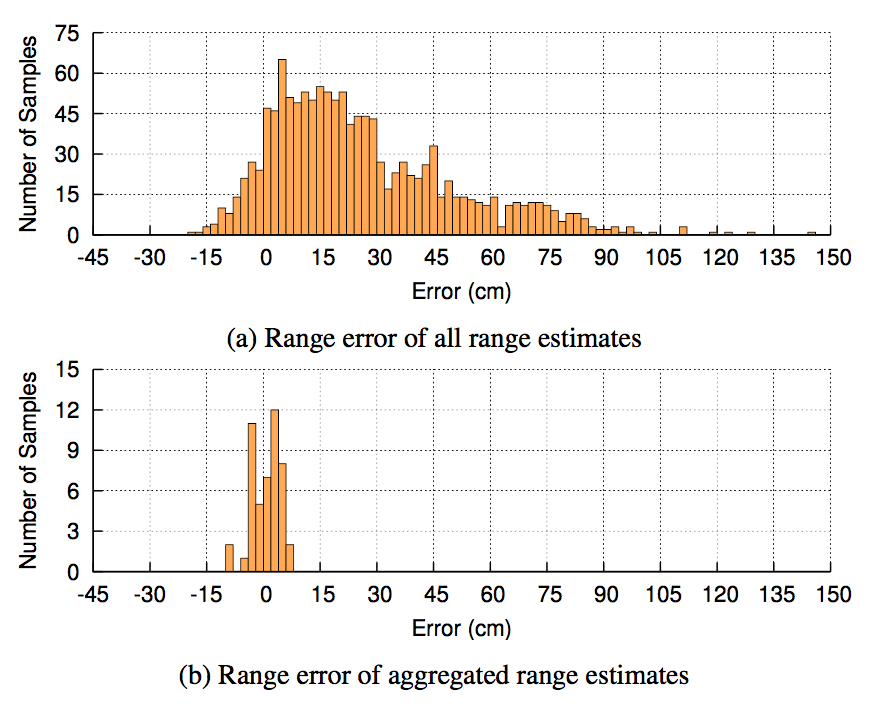 75
60
45
30
15
0
Number of Samples
-45 -30 -15 0 15 30 45 60 75 90 105 120 135 150
Error (cm)
(a) Range error of all range estimates
15
12
9
6
3
0
Number of Samples
-45 -30 -15 0 15 30 45 60 75 90 105 120 135 150
Error (cm)
(b) Range error of aggregated range estimates